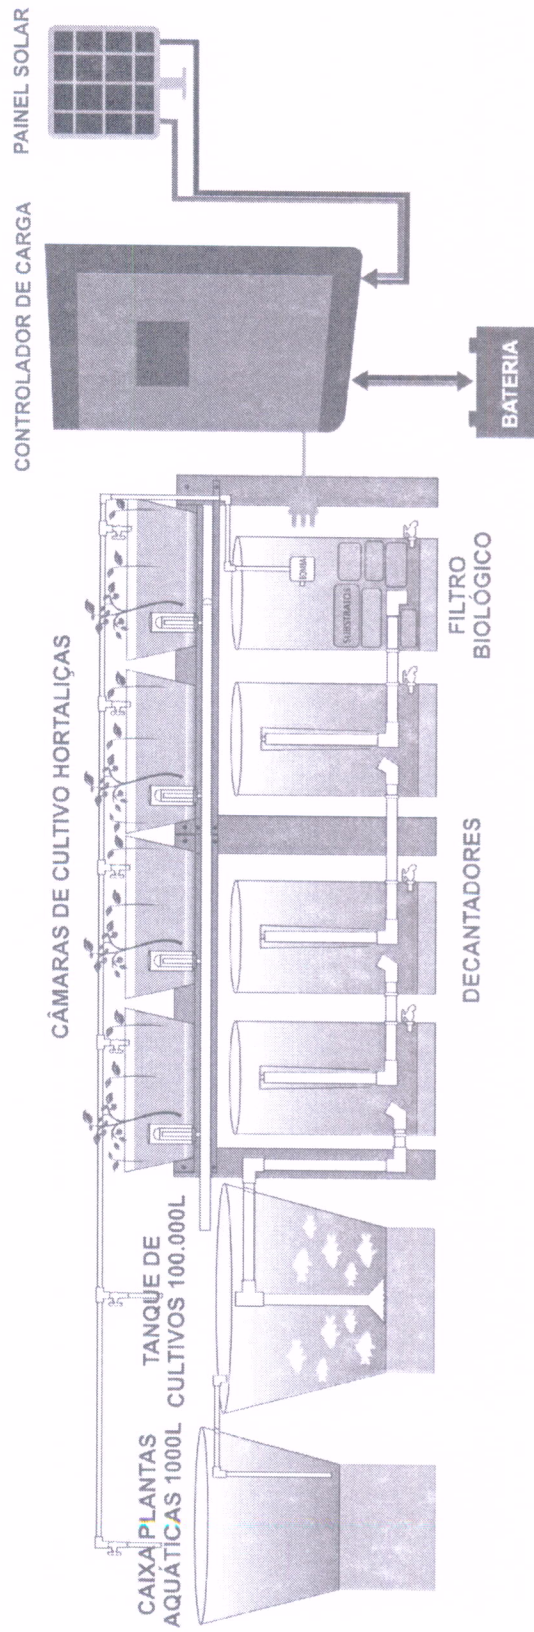 CAIXA PLANTAS
AQUÁTICAS 1000L
TANQUE DE
CULTIVOS 100.000L
CÂMARAS DE CULTIVO HORTALIÇAS
CONTROLADOR DE CARGA
PAINEL SOLAR
DECANTADORES
FILTRO
BIOLÓGICO
BOMBA
SUBSTRATOS
BATERIA